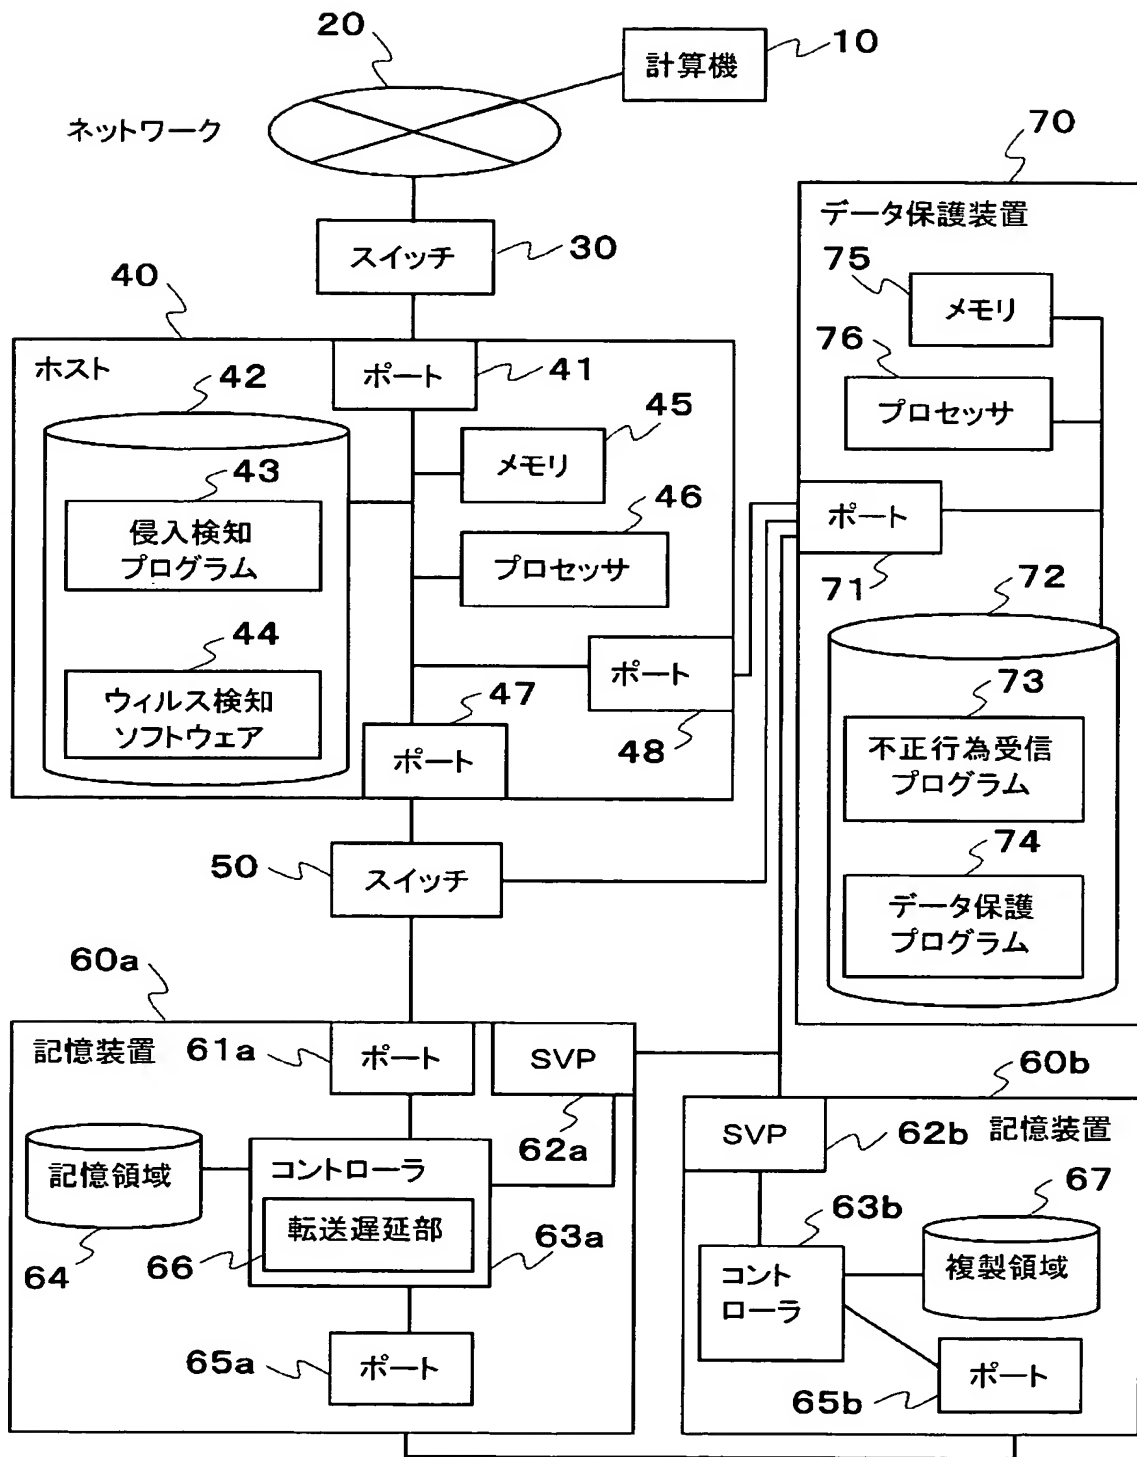 20
計算機
10
ネットワーク
スイッチ
30
70
データ保護装置
75
メモリ
76
プロセッサ
ポート
71
72
73
不正行為受信
プログラム
74
データ保護
プログラム
40
ホスト
ポート
41
42
43
侵入検知
プログラム
44
ウィルス検知
ソフトウェア
45
メモリ
46
プロセッサ
ポート
48
47
ポート
50
スイッチ
60a
記憶装置
61a
ポート
SVP
62a
記憶領域
64
コントローラ
転送遅延部
66
63a
65a
ポート
60b
SVP
62b
記憶装置
63b
コント
ローラ
67
複製領域
ポート
65b